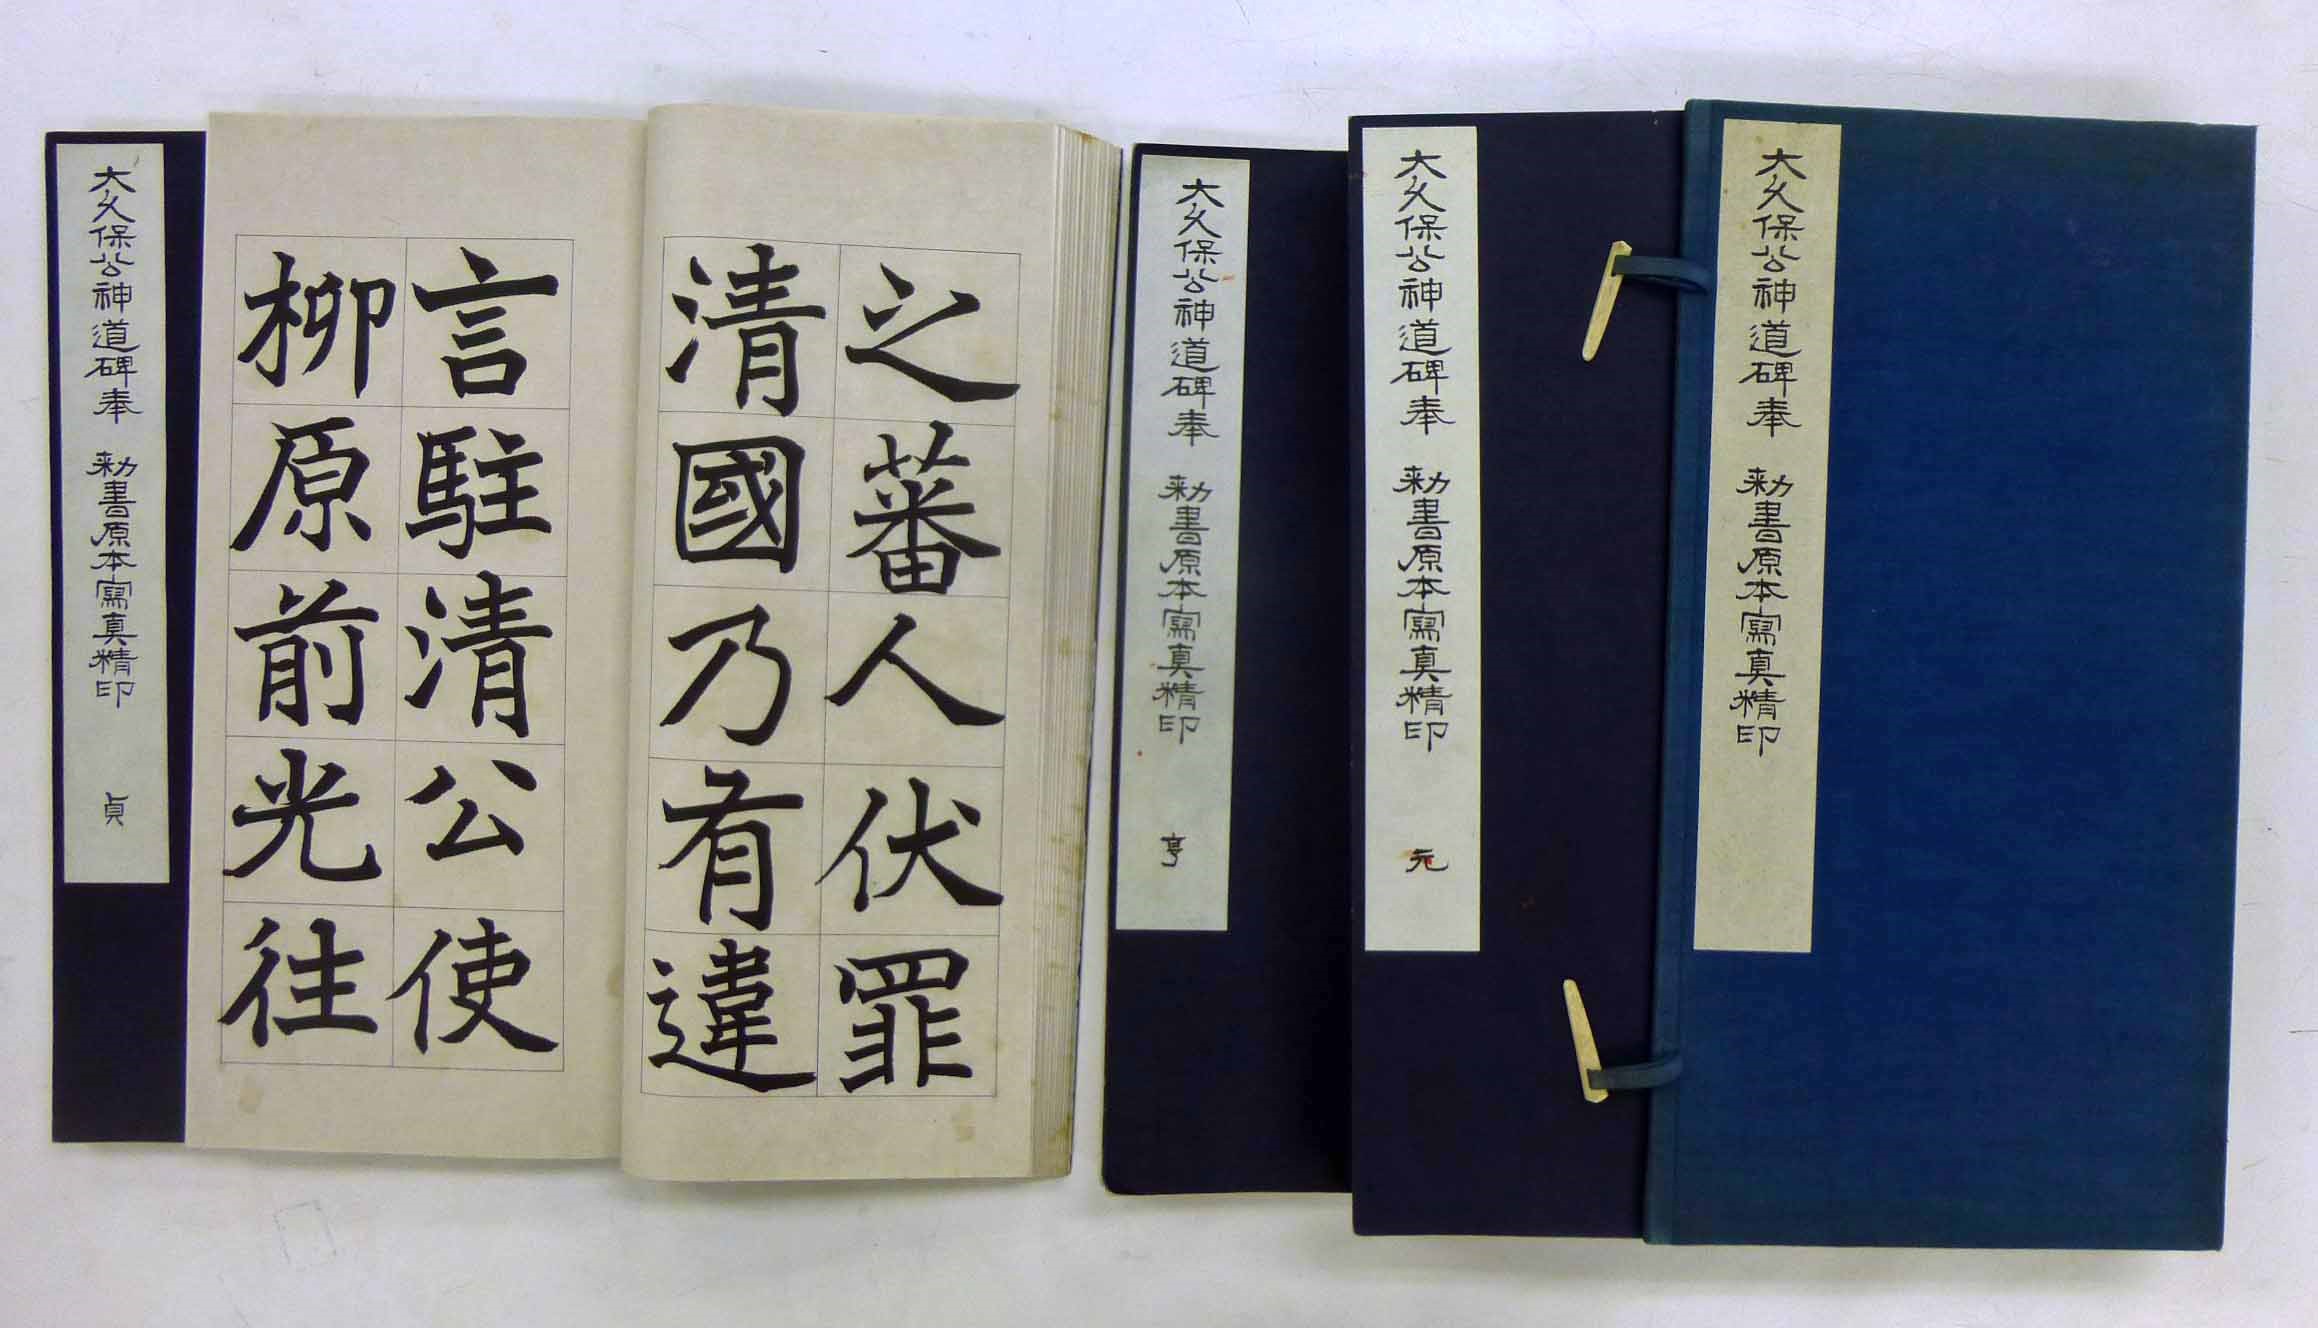 大久保公神道碑奉 勅書原本寫真精印
大久保公神道碑奉 勅書原本寫真精印 元
大久保公神道碑奉 勅書原本寫真精印 亨
之蕃人伏罪
清國乃有違
言駐清公使
柳原前光往
大久保公神道碑奉 勅書原本寫真精印 貞